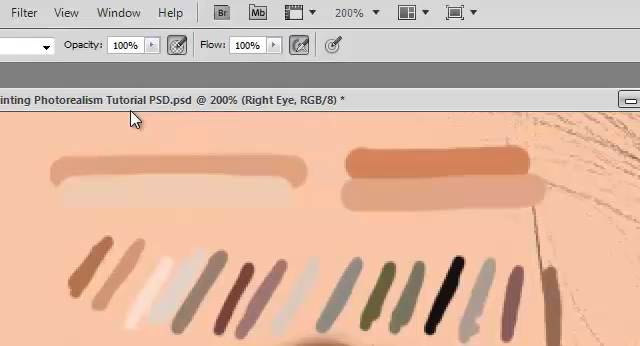 Filter View Window Help Br Mb 200%
Opacity: 100% Flow: 100%
inting Photorealism Tutorial PSD.psd @ 200% (Right Eye, RGB/8) *